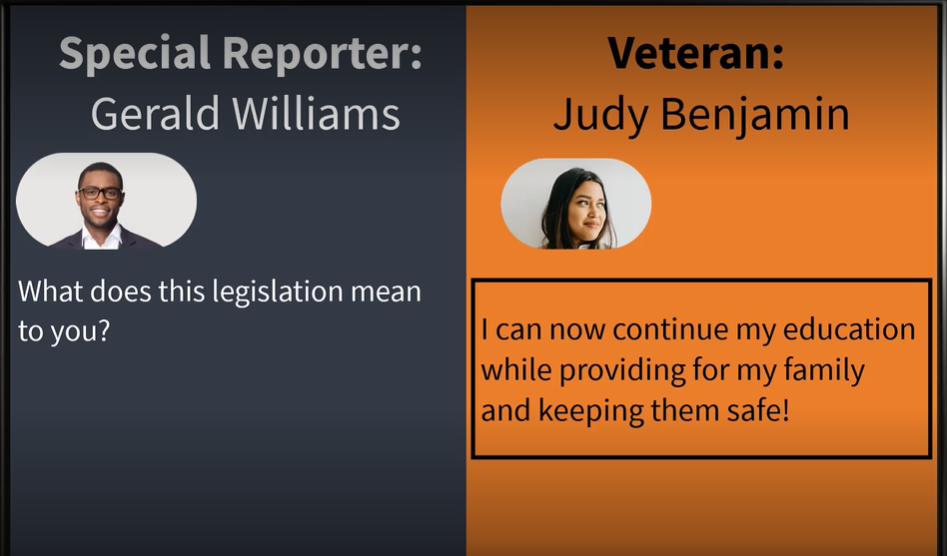 Special Reporter:
Gerald Williams
What does this legislation mean
to you?
Veteran:
Judy Benjamin
I can now continue my education
while providing for my family
and keeping them safe!